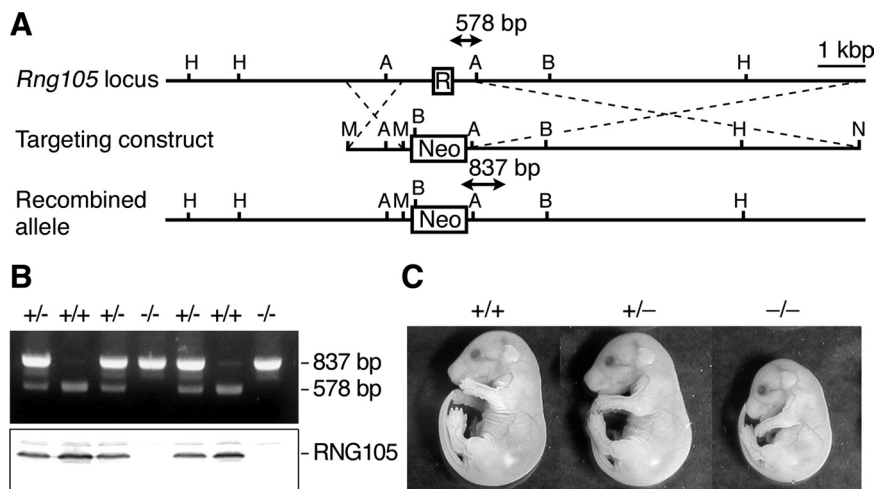 A
578 bp
H H A R A B H 1 kbp
Rng105 locus
Targeting construct
M A M B Neo A B H N
837 bp
Recombined
allele
H H A M B Neo A B H
B
+/- +/+ +/- -/- +/- +/+ -/-
837 bp
578 bp
RNG105
C
+/+ +/− −/−